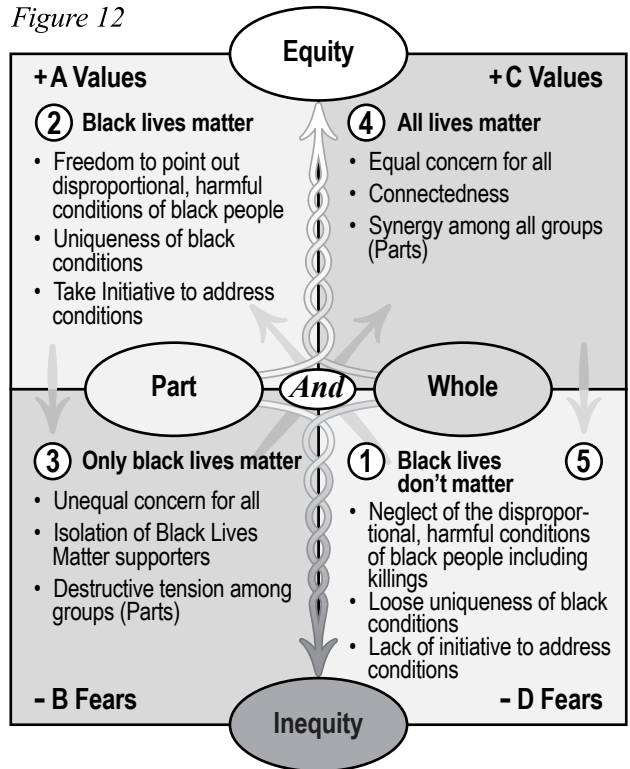 Figure 12
Equity
+A Values
+C Values
2 Black lives matter
• Freedom to point out
disproportional, harmful
conditions of black people
• Uniqueness of black
conditions
• Take Initiative to address
conditions
4 All lives matter
• Equal concern for all
• Connectedness
• Synergy among all groups
(Parts)
Part
And
Whole
3 Only black lives matter
• Unequal concern for all
• Isolation of Black Lives
Matter supporters
• Destructive tension among
groups (Parts)
1 Black lives
don't matter
5
• Neglect of the dispropor-
tional, harmful conditions
of black people including
killings
• Loose uniqueness of black
conditions
• Lack of initiative to address
conditions
- B Fears
- D Fears
Inequity